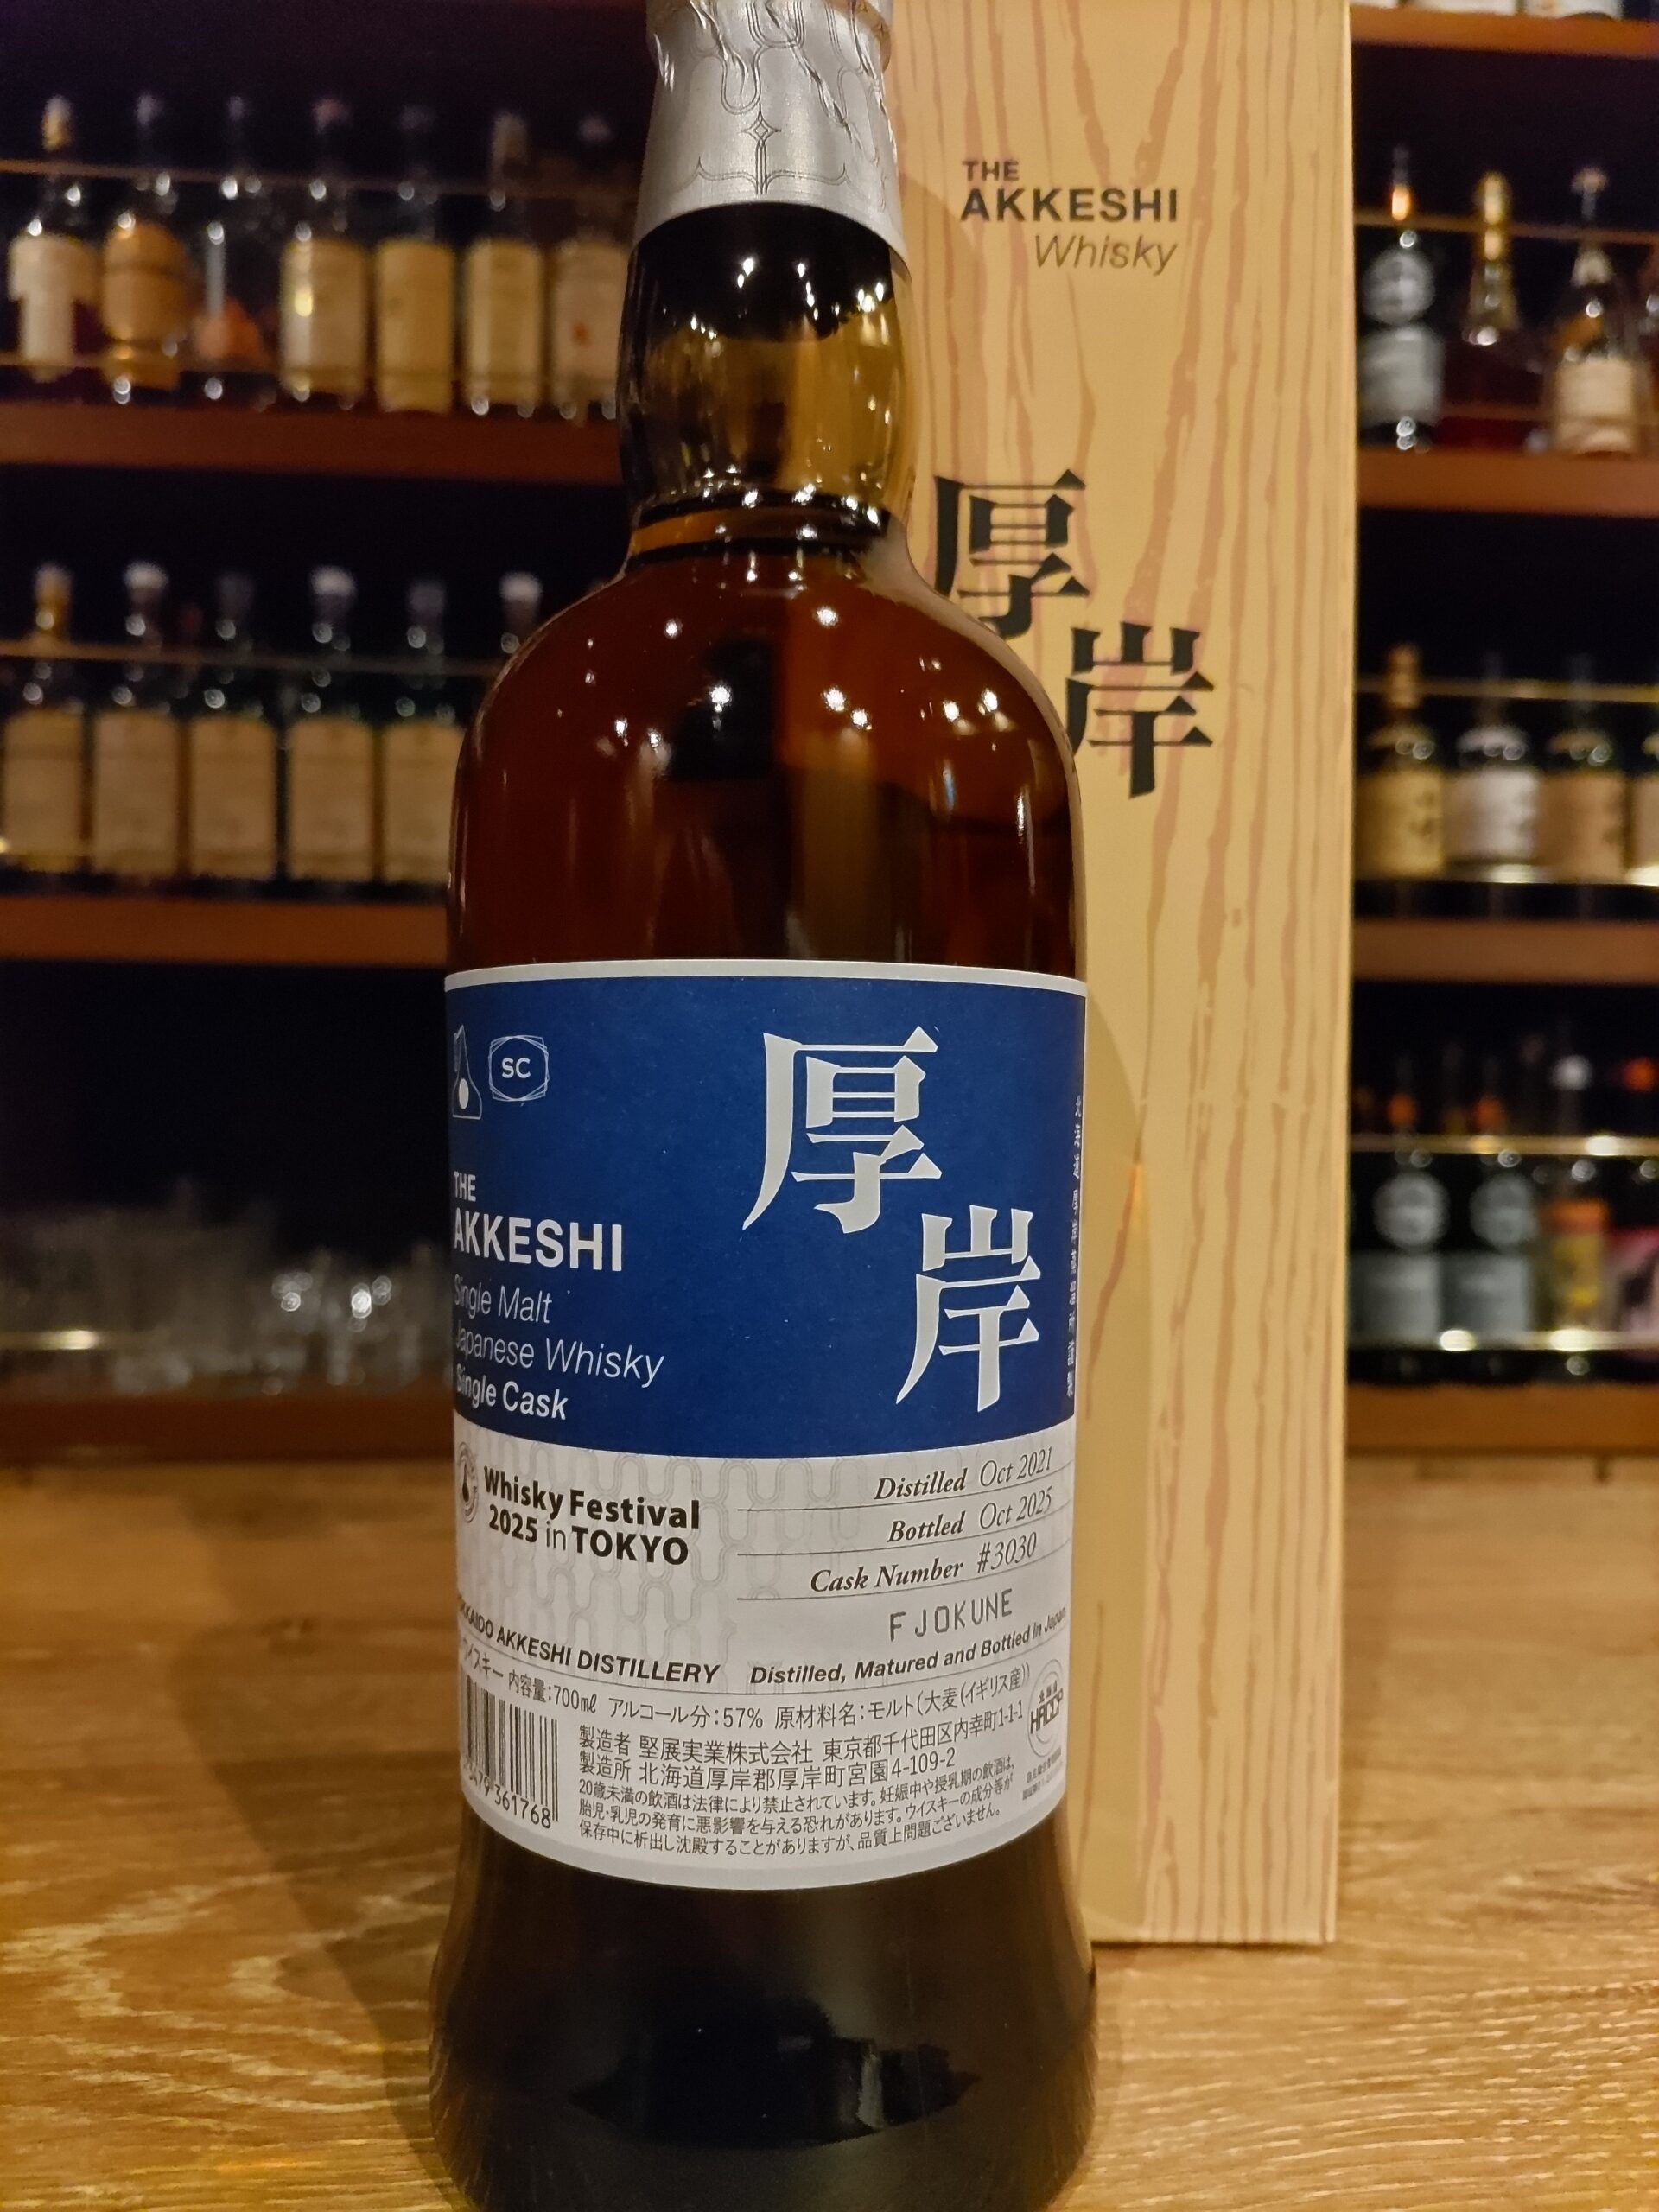 THE
AKKESHI
Whisky
厚
岸
SC
厚
岸
THE
AKKESHI
Single Malt
Japanese Whisky
Single Cask
Whisky Festival
2025 in TOKYO
Distilled Oct 2021
Bottled Oct 2025
Cask Number #3030
FJOKUNE
AKKESHI DISTILLERY
Distilled, Matured and Bottled in Japan
ウイスキー 内容量:700㎖ アルコール分:57% 原材料名:モルト(大麦(イギリス産))
製造者 堅展実業株式会社 東京都千代田区内幸町1-1-1
製造所 北海道厚岸郡厚岸町宮園4-109-2
20歳未満の飲酒は法律により禁止されています。妊娠中や授乳期の飲酒は、
胎児・乳児の発育に悪影響を与える恐れがあります。ウイスキーの成分等が
保存中に析出し沈殿することがありますが、品質上問題ございません。
361768
HACCP